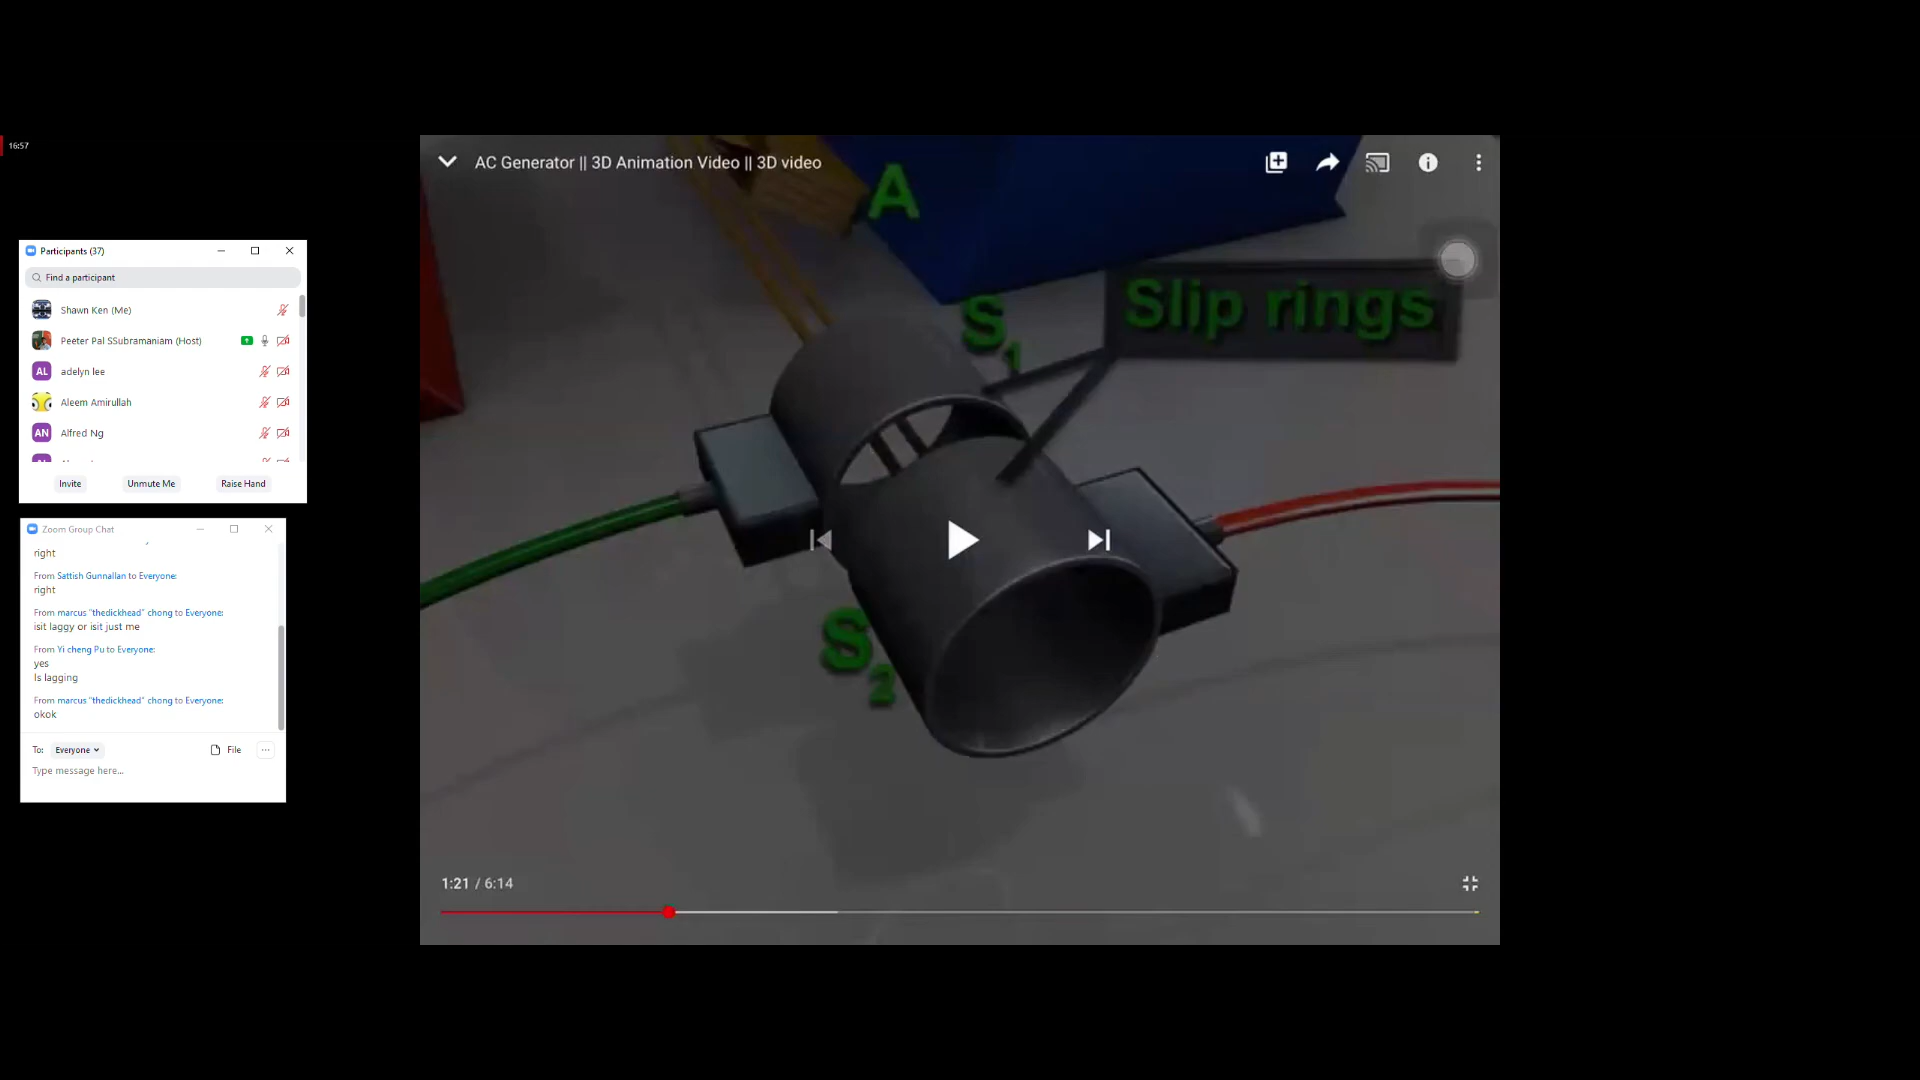 16:57
Participants (37)
Find a participant
Shawn Ken (Me)
Peeter Pal SSubramaniam (Host)
AL adelyn lee
Aleem Amirullah
AN Alfred Ng
Invite Unmute Me Raise Hand
Zoom Group Chat
right
From Sattish Gunnallan to Everyone:
right
From marcus "thedickhead" chong to Everyone:
isit laggy or isit just me
From Yi cheng Pu to Everyone:
yes
Is lagging
From marcus "thedickhead" chong to Everyone:
okok
To: Everyone File ...
Type message here...
AC Generator || 3D Animation Video || 3D video
A
S1
Slip rings
S2
1:21 / 6:14